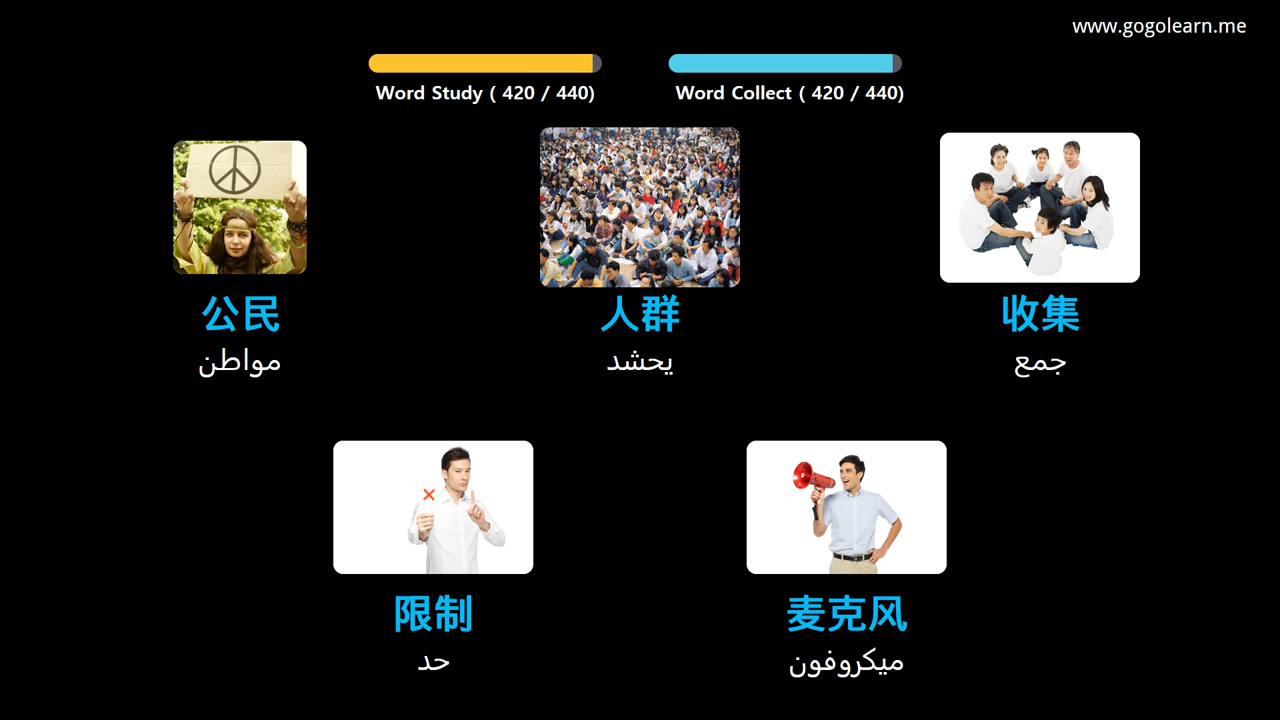 www.gogolearn.me
Word Study ( 420 / 440)
Word Collect ( 420 / 440)
公民
مواطن
人群
يحشد
收集
جمع
限制
حد
麦克风
ميكروفون